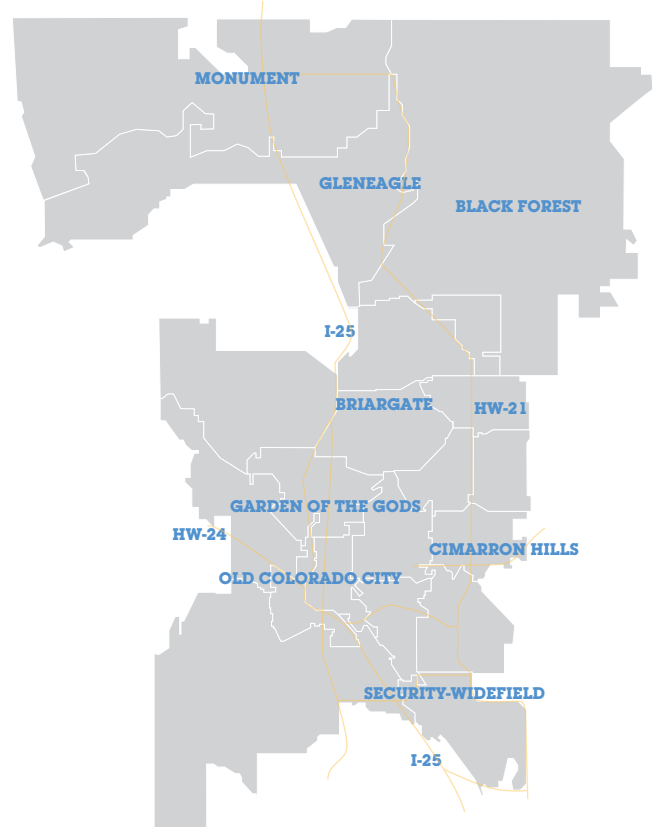 MONUMENT
GLENEAGLE
BLACK FOREST
I-25
BRIARGATE
HW-21
GARDEN OF THE GODS
HW-24
CIMARRON HILLS
OLD COLORADO CITY
SECURITY-WIDEFIELD
I-25